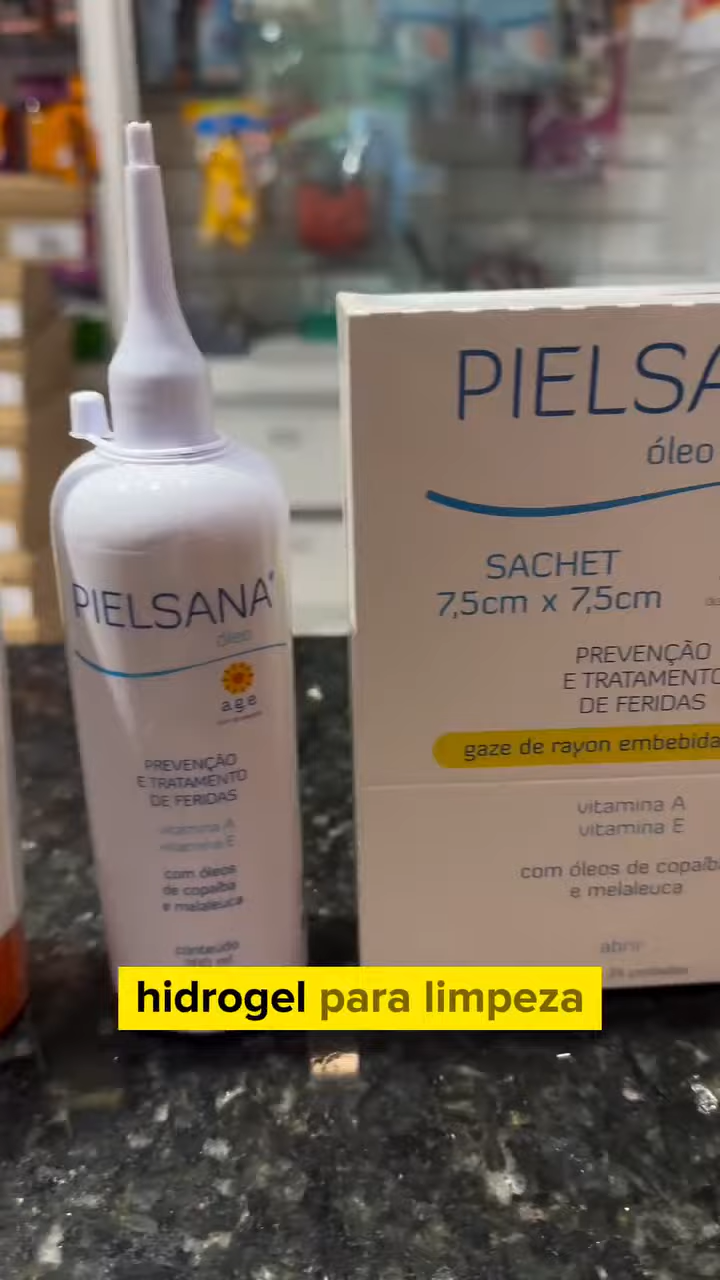 PIELSANA
óleo
a.g.e
PREVENÇÃO
E TRATAMENTO
DE FERIDAS
vitamina A
vitamina E
com óleos
de copaíba
e melaleuca
conteúdo
PIELSA
óleo
SACHET
7,5cm x 7,5cm
PREVENÇÃO
E TRATAMENTO
DE FERIDAS
gaze de rayon embebida
vitamina A
vitamina E
com óleos de copaíba
e melaleuca
abrir
hidrogel para limpeza